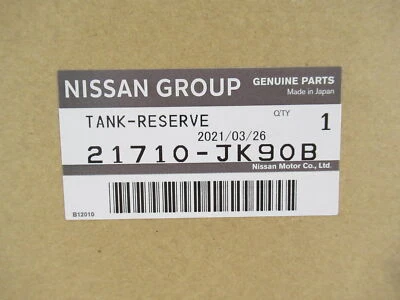 NISSAN GROUP GENUINE PARTS
Made in Japan
TANK-RESERVE Q'TY 1
2021/03/26
21710-JK90B
Nissan Motor Co., Ltd.
B12010